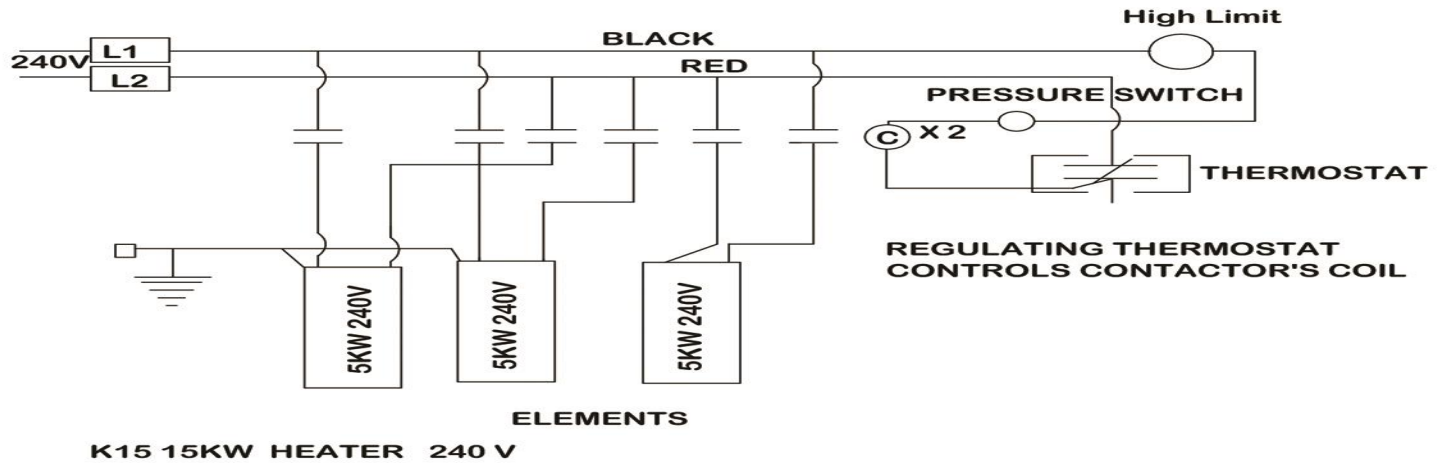 High Limit
L1
240V
L2
BLACK
RED
PRESSURE SWITCH
C X 2
THERMOSTAT
REGULATING THERMOSTAT
CONTROLS CONTACTOR'S COIL
5KW 240V
5KW 240V
5KW 240V
ELEMENTS
K15 15KW HEATER 240 V